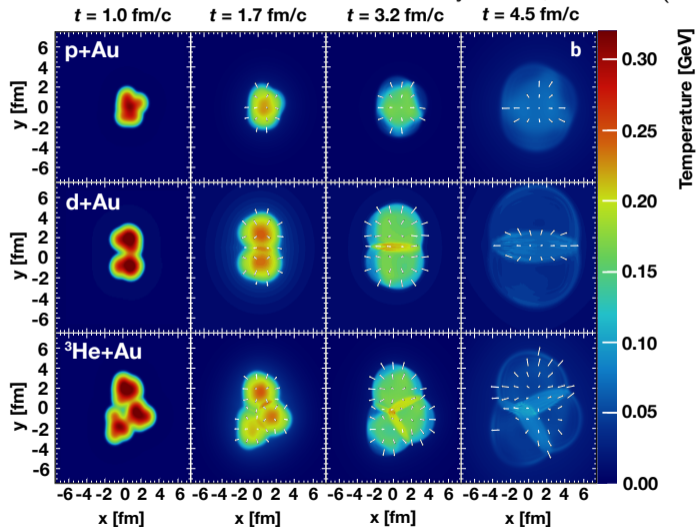 t = 1.0 fm/c t = 1.7 fm/c t = 3.2 fm/c t = 4.5 fm/c
p+Au b
d+Au
³He+Au
y [fm]
6
4
2
0
-2
-4
-6
y [fm]
6
4
2
0
-2
-4
-6
y [fm]
6
4
2
0
-2
-4
-6
-6 -4 -2 0 2 4 6 -6 -4 -2 0 2 4 6 -6 -4 -2 0 2 4 6 -6 -4 -2 0 2 4 6
x [fm] x [fm] x [fm] x [fm]
0.30
0.25
0.20
0.15
0.10
0.05
0.00
Temperature [GeV]